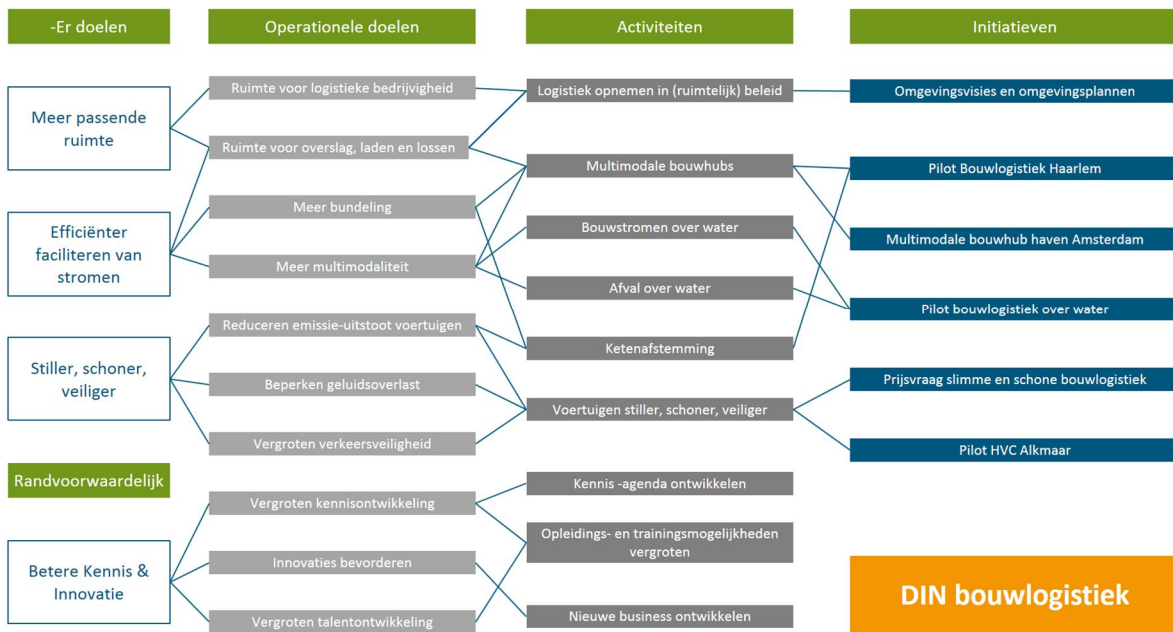 -Er doelen
Operationele doelen
Activiteiten
Initiatieven
Meer passende
ruimte
Efficiënter
faciliteren van
stromen
Stiller, schoner,
veiliger
Randvoorwaardelijk
Betere Kennis &
Innovatie
Ruimte voor logistieke bedrijvigheid
Ruimte voor overslag, laden en lossen
Meer bundeling
Meer multimodaliteit
Reduceren emissie-uitstoot voertuigen
Beperken geluidsoverlast
Vergroten verkeersveiligheid
Vergroten kennisontwikkeling
Innovaties bevorderen
Vergroten talentontwikkeling
Logistiek opnemen in (ruimtelijk) beleid
Multimodale bouwhubs
Bouwstromen over water
Afval over water
Ketenafstemming
Voertuigen stiller, schoner, veiliger
Kennis -agenda ontwikkelen
Opleidings- en trainingsmogelijkheden
vergroten
Nieuwe business ontwikkelen
Omgevingsvisies en omgevingsplannen
Pilot Bouwlogistiek Haarlem
Multimodale bouwhub haven Amsterdam
Pilot bouwlogistiek over water
Prijsvraag slimme en schone bouwlogistiek
Pilot HVC Alkmaar
DIN bouwlogistiek